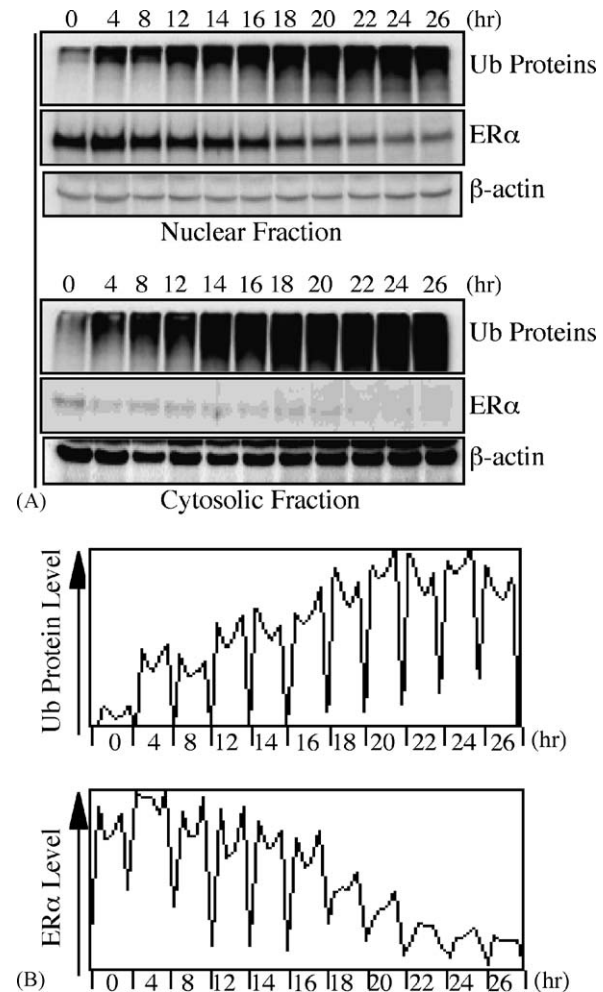 0 4 8 12 14 16 18 20 22 24 26 (hr)
Ub Proteins
ERα
β-actin
Nuclear Fraction
0 4 8 12 14 16 18 20 22 24 26 (hr)
Ub Proteins
ERα
β-actin
(A)
Cytosolic Fraction
Ub Protein Level
0 4 8 12 14 16 18 20 22 24 26 (hr)
ERα Level
(B)
0 4 8 12 14 16 18 20 22 24 26 (hr)